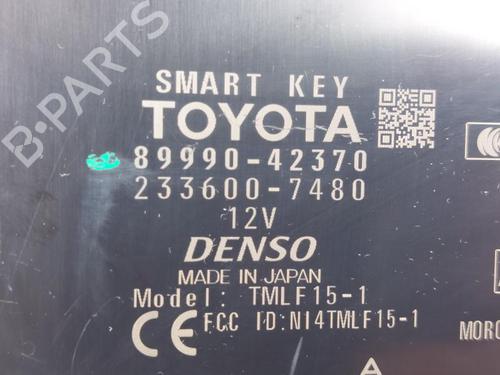 B-PARTS
SMART KEY
TOYOTA
89990-42370
233600-7480
12V
DENSO
MADE IN JAPAN
Model: TMLF15-1
CE FCC ID:NI4TMLF15-1
MORO
A